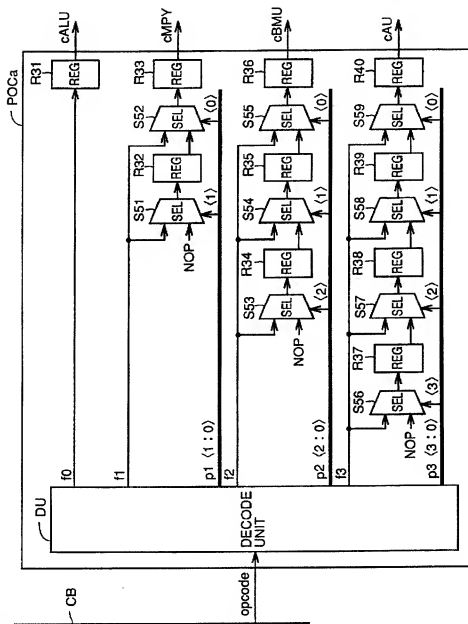 POCa
CB
opcode
DU
DECODE
UNIT
f0
R31
REG
cALU
f1
NOP
S51
SEL
⟨1⟩
R32
REG
S52
SEL
⟨0⟩
R33
REG
cMPY
p1 ⟨1 : 0⟩
f2
NOP
S53
SEL
⟨2⟩
R34
REG
S54
SEL
⟨1⟩
R35
REG
S55
SEL
⟨0⟩
R36
REG
cBMU
p2 ⟨2 : 0⟩
f3
NOP
S56
SEL
⟨3⟩
R37
REG
S57
SEL
⟨2⟩
R38
REG
S58
SEL
⟨1⟩
R39
REG
S59
SEL
⟨0⟩
R40
REG
cAU
p3 ⟨3 : 0⟩